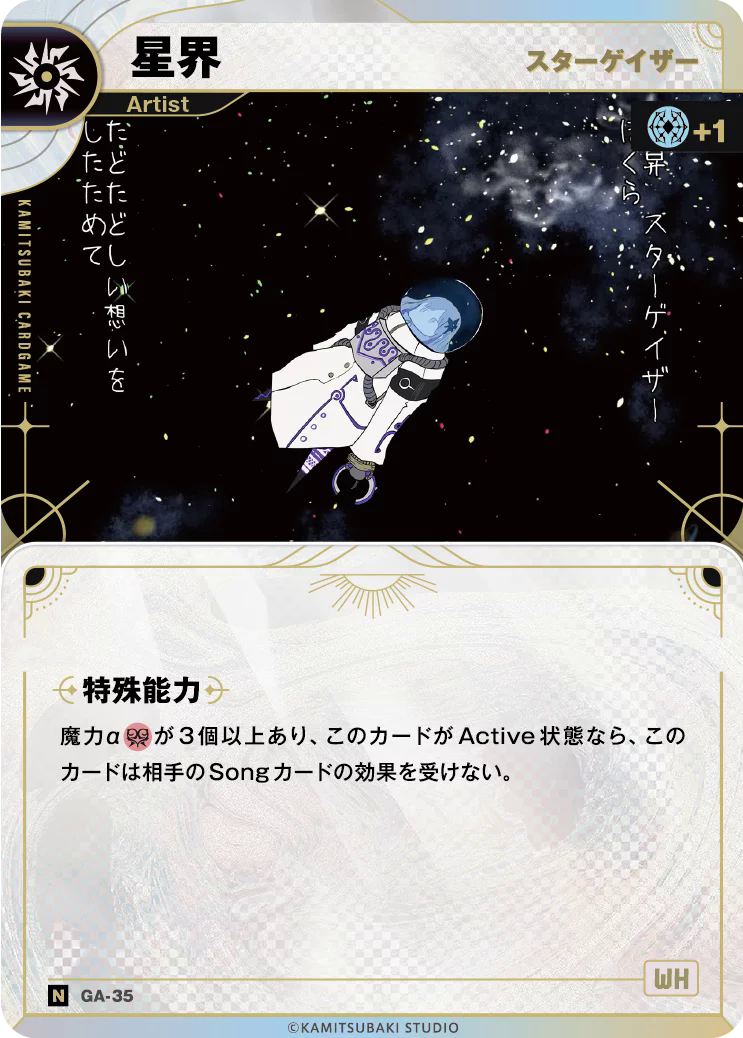 星界
スターゲイザー
Artist
+1
KAMITSUBAKI CARDGAME
昇 スターゲイザー
くら
たどたどしい想いを
したためて
特殊能力
魔力αが3個以上あり、このカードがActive状態なら、この
カードは相手のSongカードの効果を受けない。
WH
N GA-35
©KAMITSUBAKI STUDIO